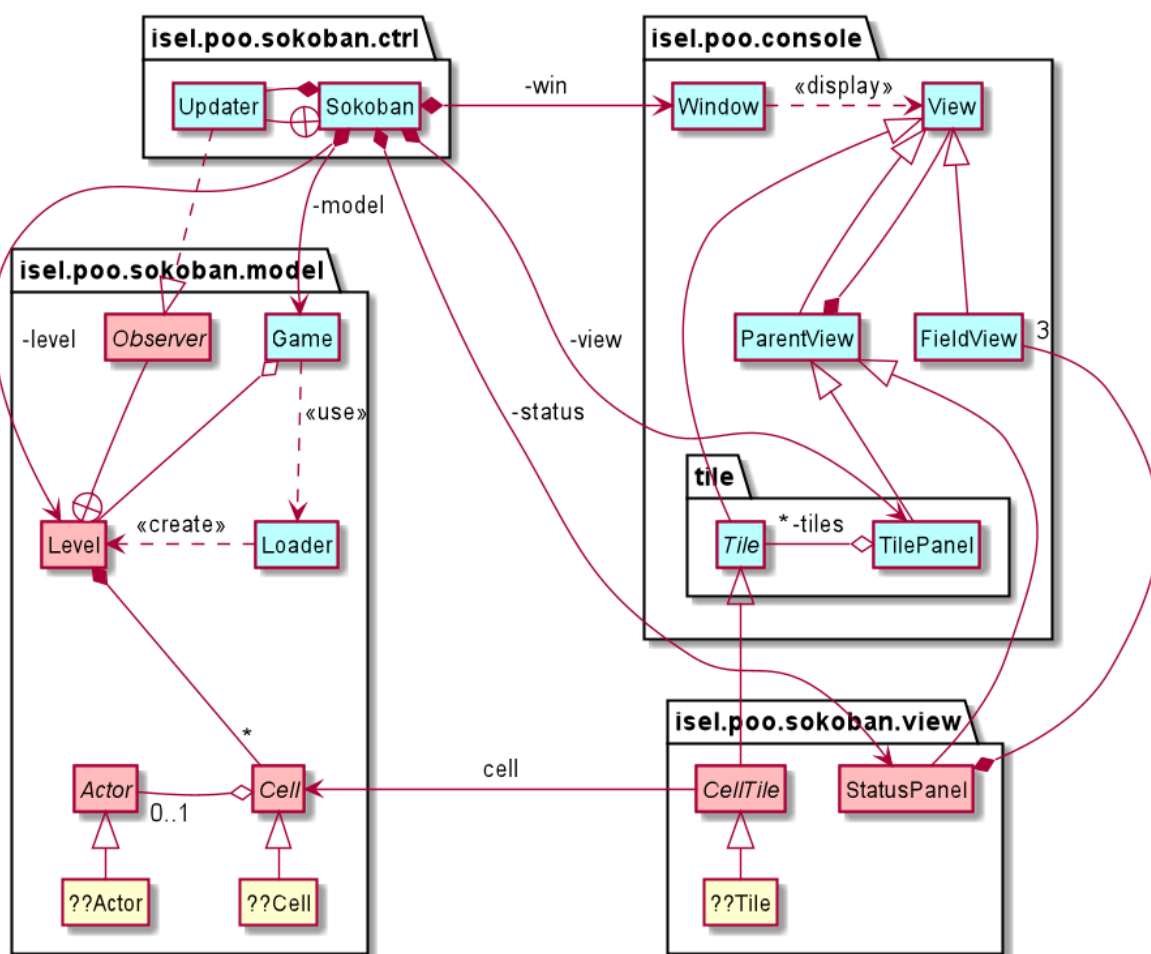 isel.poo.sokoban.ctrl
isel.poo.console
Updater
Sokoban
-win
Window
«display»
View
-model
isel.poo.sokoban.model
-level
Observer
Game
-view
ParentView
FieldView
3
«use»
-status
tile
Level
«create»
Loader
Tile
* -tiles
TilePanel
isel.poo.sokoban.view
*
cell
Actor
0..1
Cell
CellTile
StatusPanel
??Actor
??Cell
??Tile